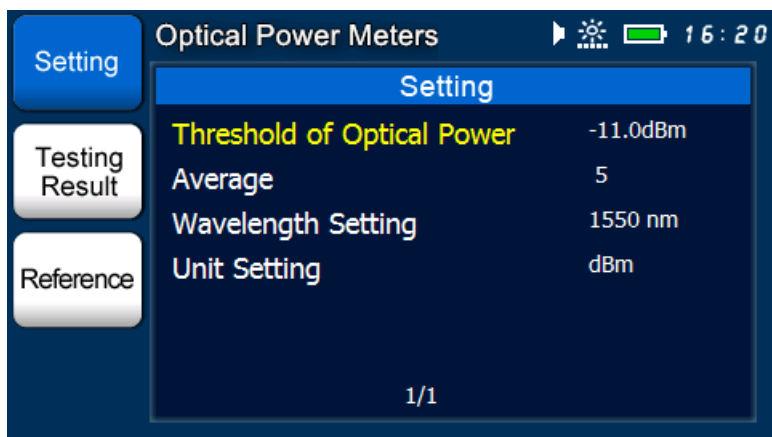 Optical Power Meters 16:20
Setting
Setting
Threshold of Optical Power -11.0dBm
Average 5
Wavelength Setting 1550 nm
Unit Setting dBm
1/1
Testing
Result
Reference